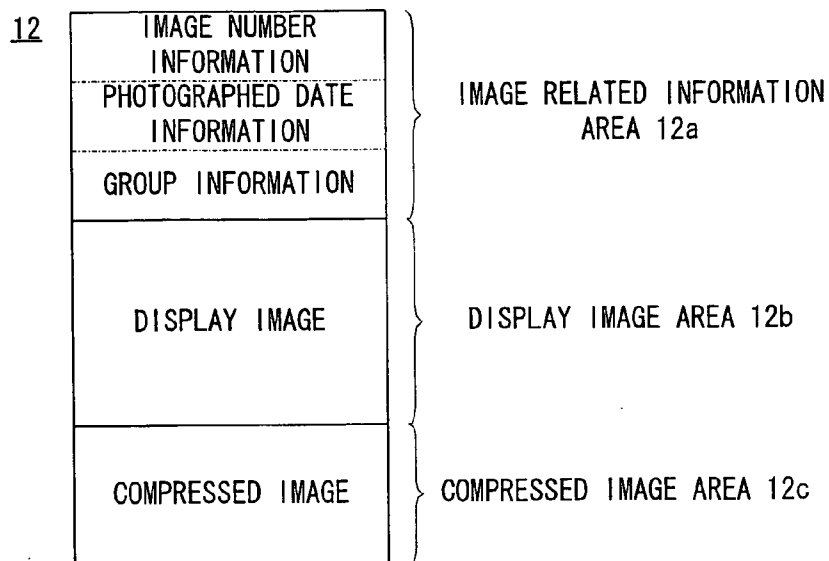 12
IMAGE NUMBER
INFORMATION
PHOTOGRAPHED DATE
INFORMATION
GROUP INFORMATION
IMAGE RELATED INFORMATION
AREA 12a
DISPLAY IMAGE
DISPLAY IMAGE AREA 12b
COMPRESSED IMAGE
COMPRESSED IMAGE AREA 12c